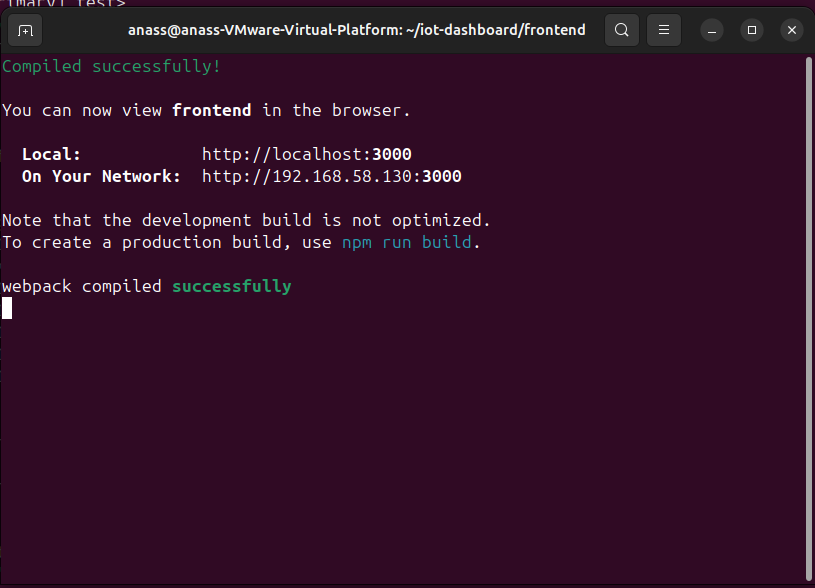 anass@anass-VMware-Virtual-Platform: ~/iot-dashboard/frontend
Compiled successfully!
You can now view frontend in the browser.
Local: http://localhost:3000
On Your Network: http://192.168.58.130:3000
Note that the development build is not optimized.
To create a production build, use npm run build.
webpack compiled successfully